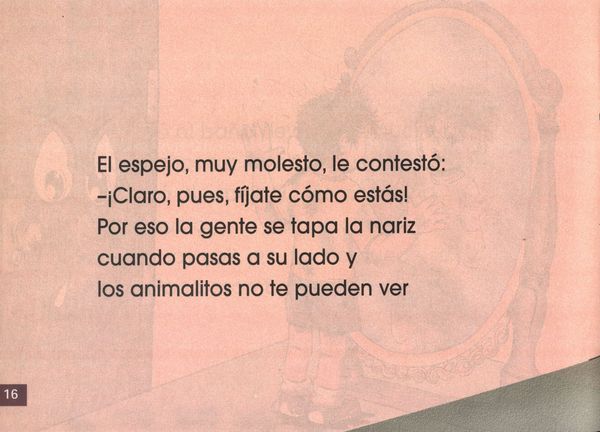 El espejo, muy molesto, le contestó:
–¡Claro, pues, fíjate cómo estás!
Por eso la gente se tapa la nariz
cuando pasas a su lado y
los animalitos no te pueden ver
16